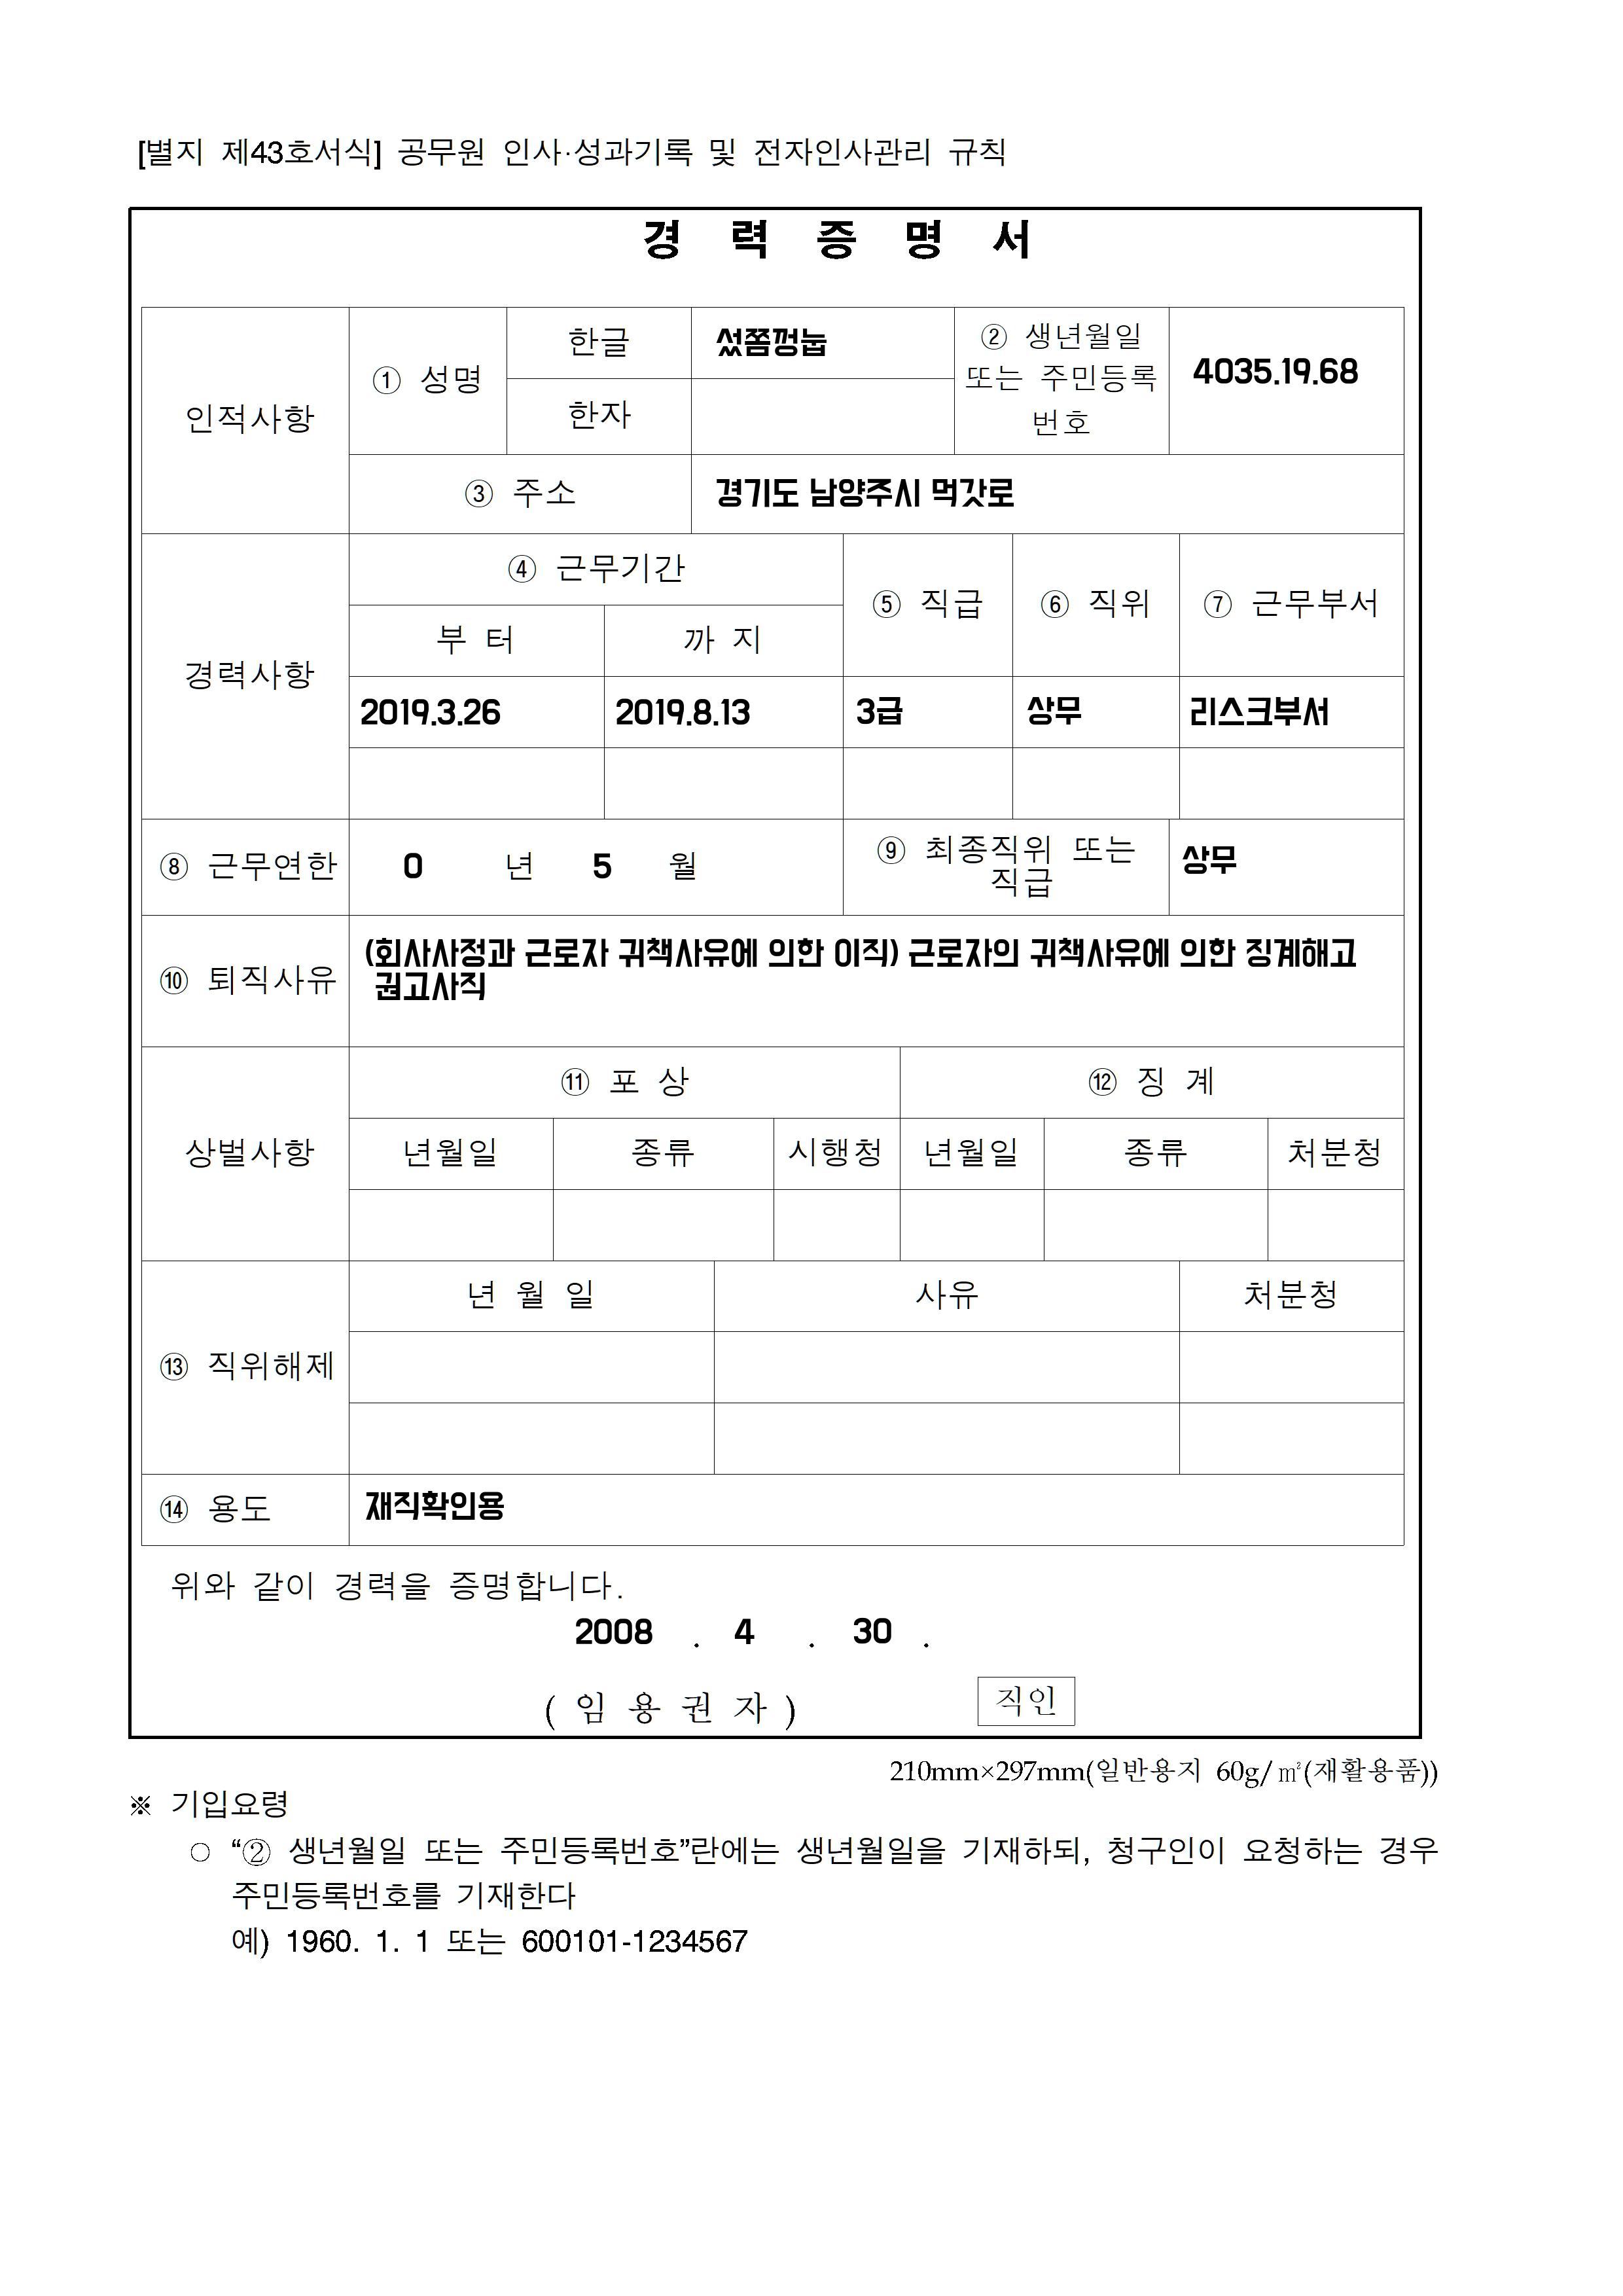 [별지 제43호서식] 공무원 인사·성과기록 및 전자인사관리 규칙
경 력 증 명 서
인적사항
① 성명
한글
섰쫌껑눕
한자
② 생년월일
또는 주민등록
번호
4035.19.68
③ 주소
경기도 남양주시 먹갓로
경력사항
④ 근무기간
⑤ 직급
⑥ 직위
⑦ 근무부서
부 터
까 지
2019.3.26
2019.8.13
3급
상무
리스크부서
⑧ 근무연한
0 년 5 월
⑨ 최종직위 또는
직급
상무
⑩ 퇴직사유
(회사사정과 근로자 귀책사유에 의한 이직) 근로자의 귀책사유에 의한 징계해고
권고사직
상벌사항
⑪ 포 상
⑫ 징 계
년월일
종류
시행청
년월일
종류
처분청
⑬ 직위해제
년 월 일
사유
처분청
⑭ 용도
재직확인용
위와 같이 경력을 증명합니다.
2008 . 4 . 30 .
( 임 용 권 자 )
직인
210mm×297mm(일반용지 60g/㎡(재활용품))
※ 기입요령
○ “② 생년월일 또는 주민등록번호”란에는 생년월일을 기재하되, 청구인이 요청하는 경우
주민등록번호를 기재한다
예) 1960. 1. 1 또는 600101-1234567